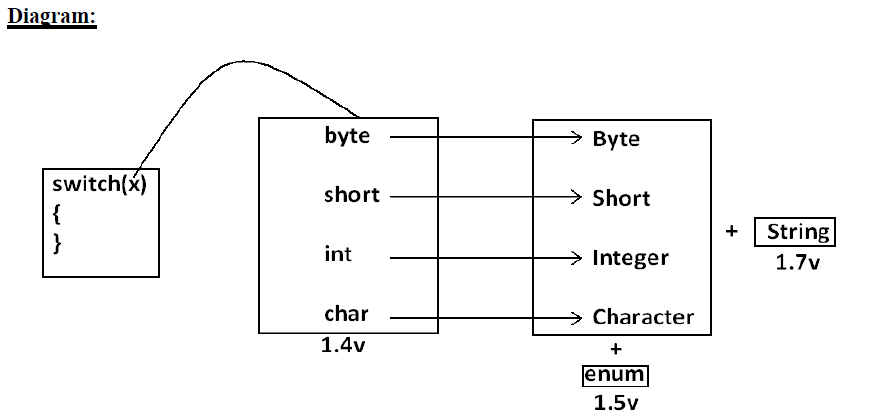 Diagram:
switch(x)
{
}
byte
short
int
char
1.4v
Byte
Short
Integer
Character
+
enum
1.5v
+ String
1.7v